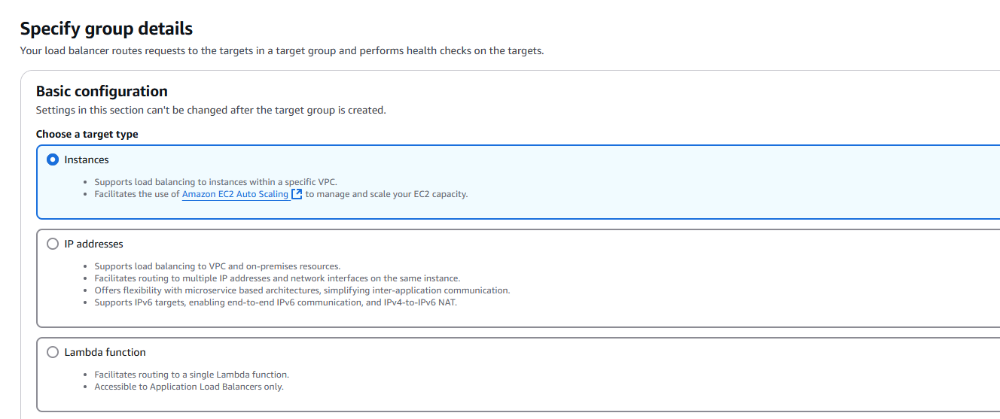 Specify group details
Your load balancer routes requests to the targets in a target group and performs health checks on the targets.
Basic configuration
Settings in this section can't be changed after the target group is created.
Choose a target type
Instances
• Supports load balancing to instances within a specific VPC.
• Facilitates the use of Amazon EC2 Auto Scaling to manage and scale your EC2 capacity.
IP addresses
• Supports load balancing to VPC and on-premises resources.
• Facilitates routing to multiple IP addresses and network interfaces on the same instance.
• Offers flexibility with microservice based architectures, simplifying inter-application communication.
• Supports IPv6 targets, enabling end-to-end IPv6 communication, and IPv4-to-IPv6 NAT.
Lambda function
• Facilitates routing to a single Lambda function.
• Accessible to Application Load Balancers only.